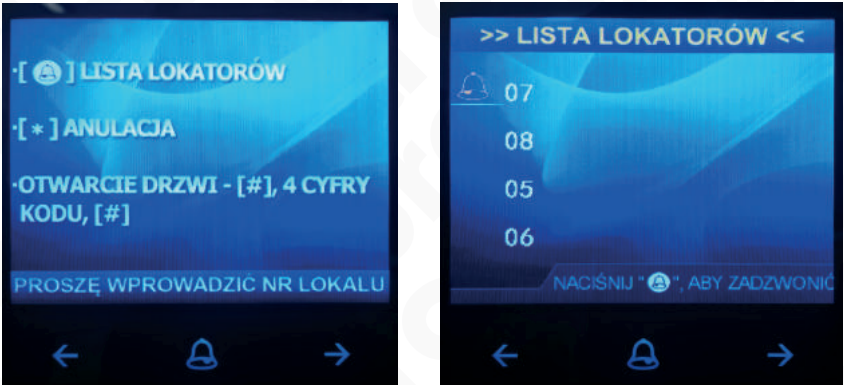 ·[ 🔔 ] LISTA LOKATORÓW
·[ * ] ANULACJA
·OTWARCIE DRZWI - [#], 4 CYFRY
KODU, [#]
PROSZĘ WPROWADZIĆ NR LOKALU
>> LISTA LOKATORÓW <<
07
08
05
06
NACIŚNIJ "🔔", ABY ZADZWONIĆ